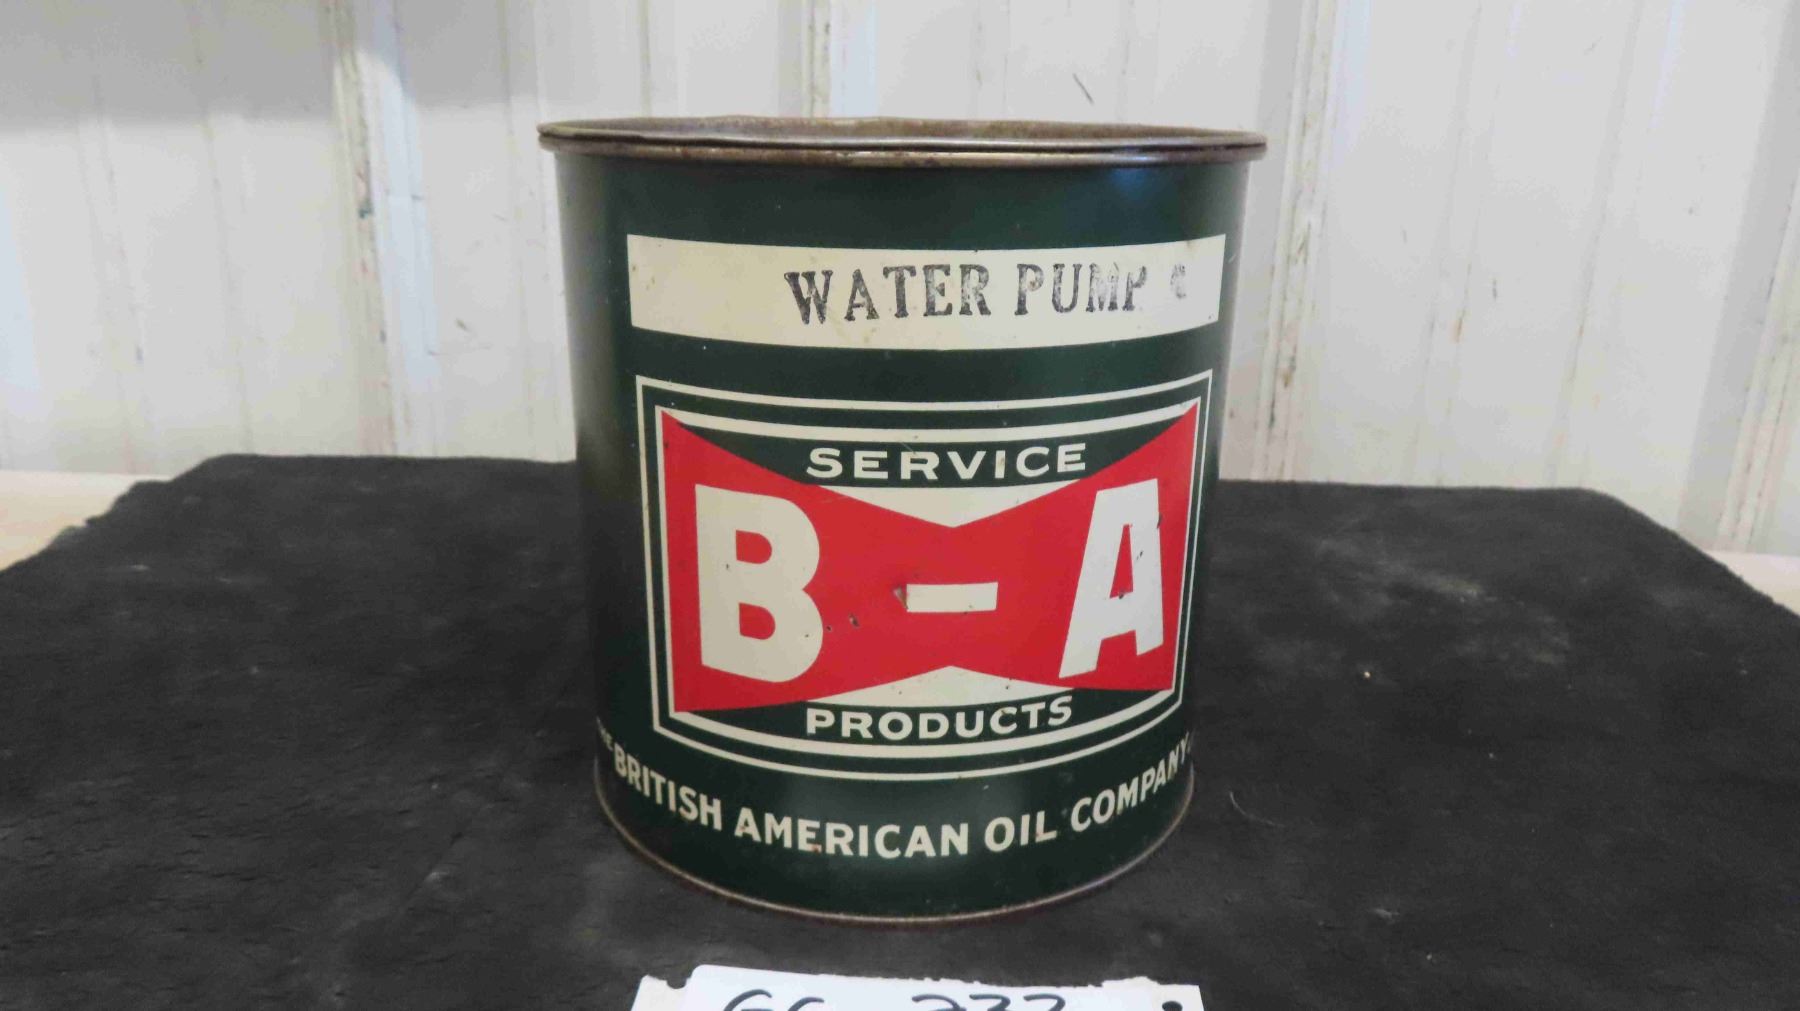 WATER PUMP
SERVICE
B-A
PRODUCTS
BRITISH AMERICAN OIL COMPANY